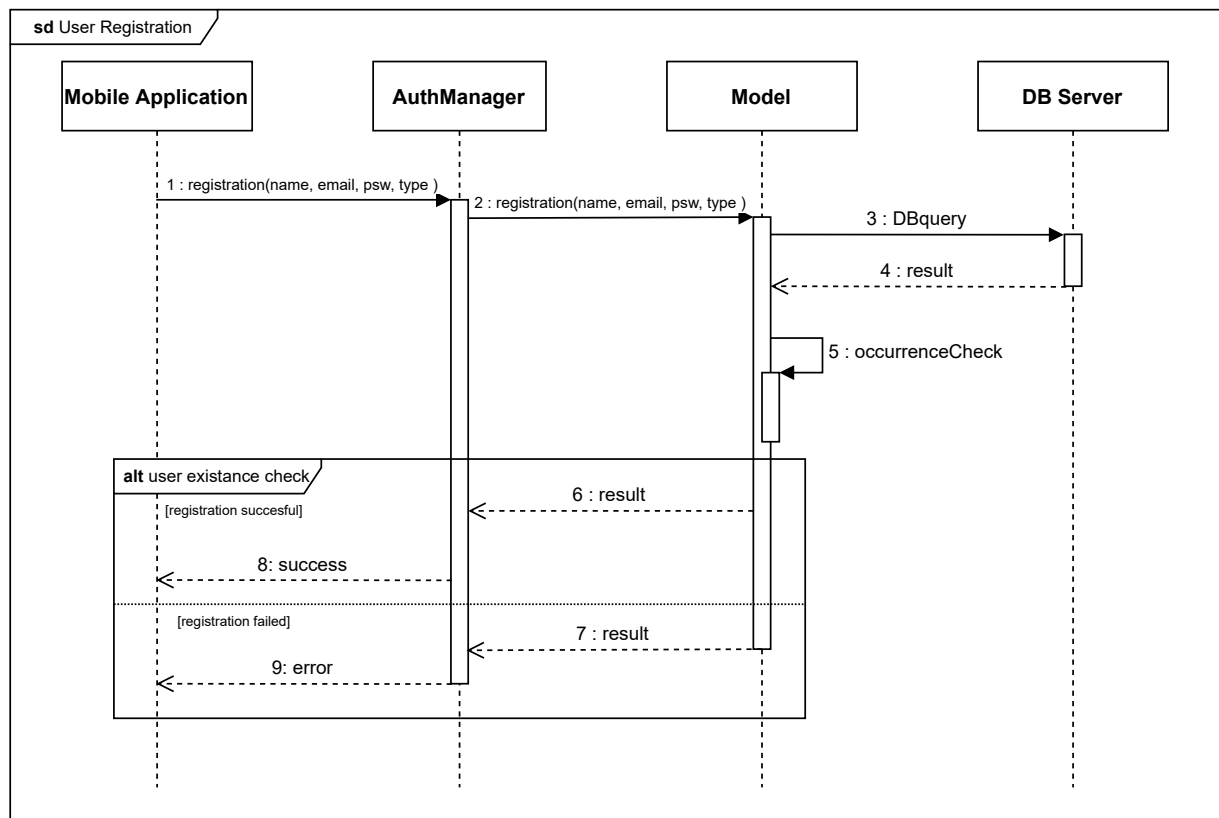 sd User Registration
Mobile Application
AuthManager
Model
DB Server
1 : registration(name, email, psw, type )
2 : registration(name, email, psw, type )
3 : DBquery
4 : result
5 : occurrenceCheck
alt user existance check
6 : result
[registration succesful]
8: success
[registration failed]
7 : result
9: error